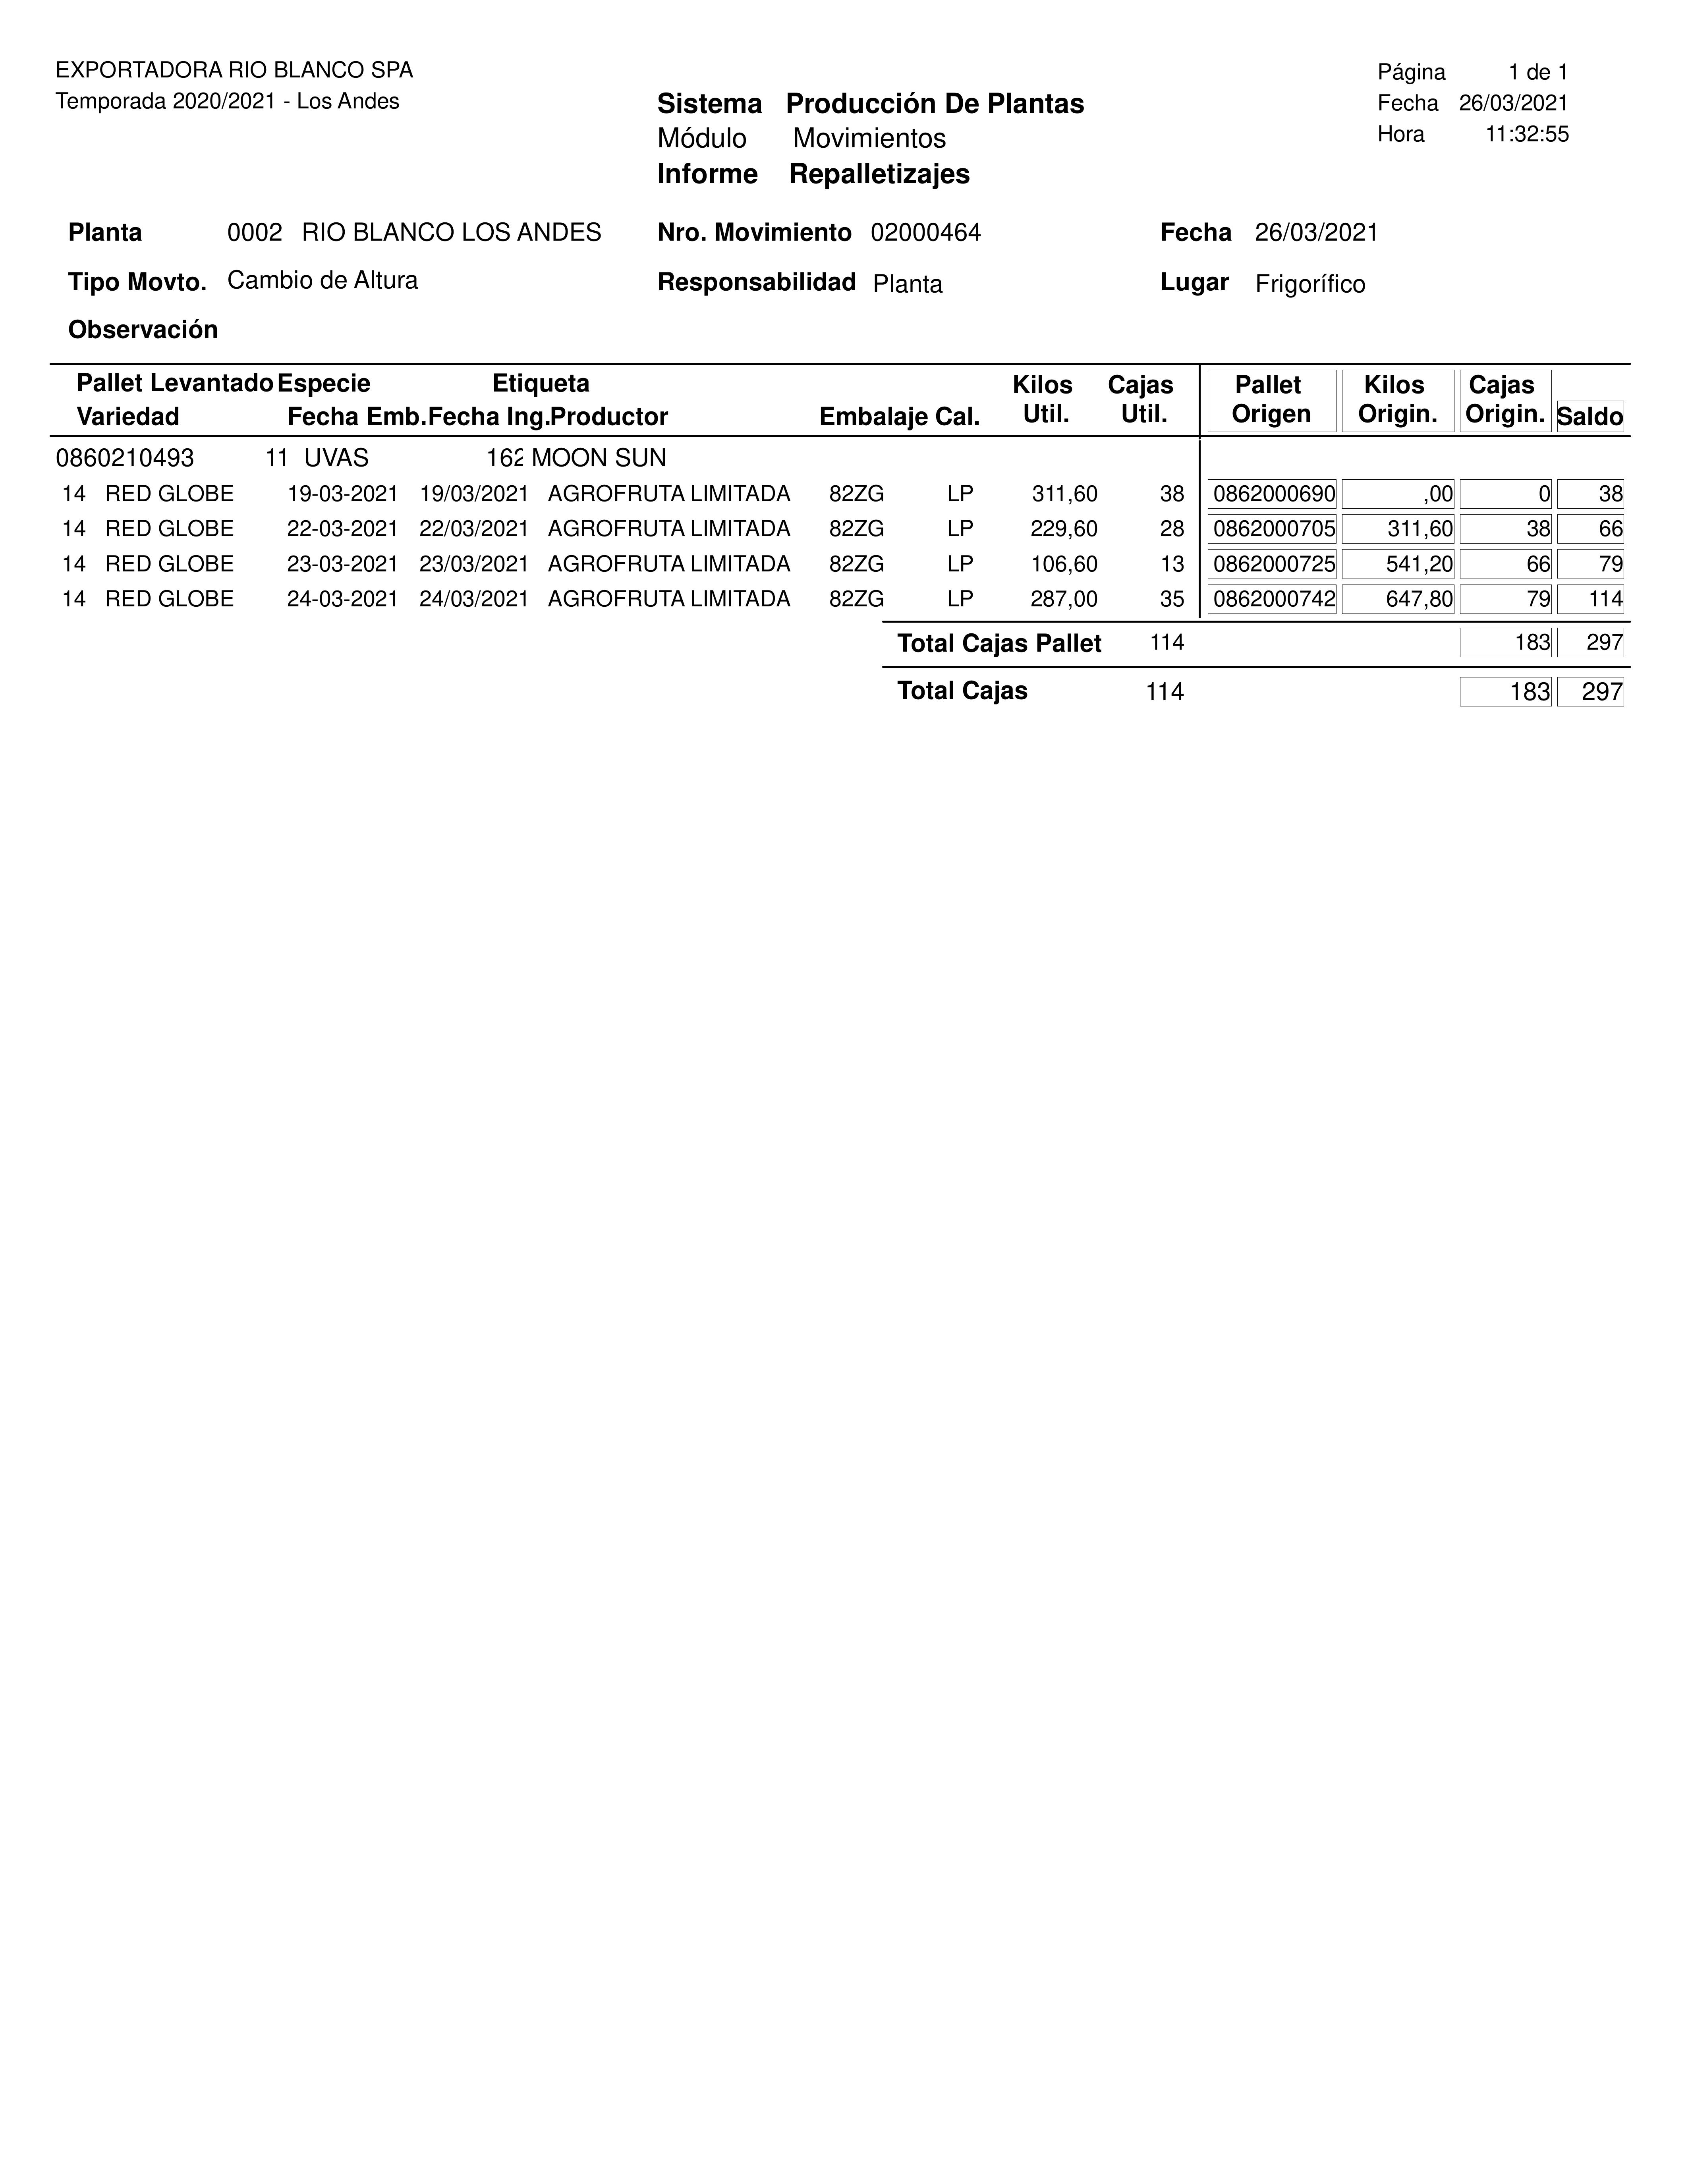 EXPORTADORA RIO BLANCO SPA
Temporada 2020/2021 - Los Andes
Sistema Producción De Plantas
Módulo Movimientos
Informe Repalletizajes
Página 1 de 1
Fecha 26/03/2021
Hora 11:32:55
Planta 0002 RIO BLANCO LOS ANDES Nro. Movimiento 02000464 Fecha 26/03/2021
Tipo Movto. Cambio de Altura Responsabilidad Planta Lugar Frigorífico
Observación
Pallet Levantado Especie Etiqueta Kilos Cajas Pallet Kilos Cajas
Variedad Fecha Emb. Fecha Ing. Productor Embalaje Cal. Util. Util. Origen Origin. Origin. Saldo
0860210493 11 UVAS 162 MOON SUN
14 RED GLOBE 19-03-2021 19/03/2021 AGROFRUTA LIMITADA 82ZG LP 311,60 38 0862000690 ,00 0 38
14 RED GLOBE 22-03-2021 22/03/2021 AGROFRUTA LIMITADA 82ZG LP 229,60 28 0862000705 311,60 38 66
14 RED GLOBE 23-03-2021 23/03/2021 AGROFRUTA LIMITADA 82ZG LP 106,60 13 0862000725 541,20 66 79
14 RED GLOBE 24-03-2021 24/03/2021 AGROFRUTA LIMITADA 82ZG LP 287,00 35 0862000742 647,80 79 114
Total Cajas Pallet 114 183 297
Total Cajas 114 183 297